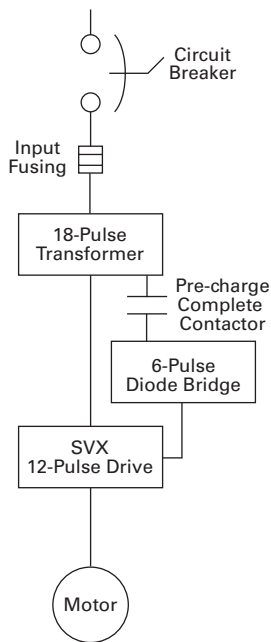 Circuit
Breaker
Input
Fusing
18-Pulse
Transformer
Pre-charge
Complete
Contactor
6-Pulse
Diode Bridge
SVX
12-Pulse Drive
Motor